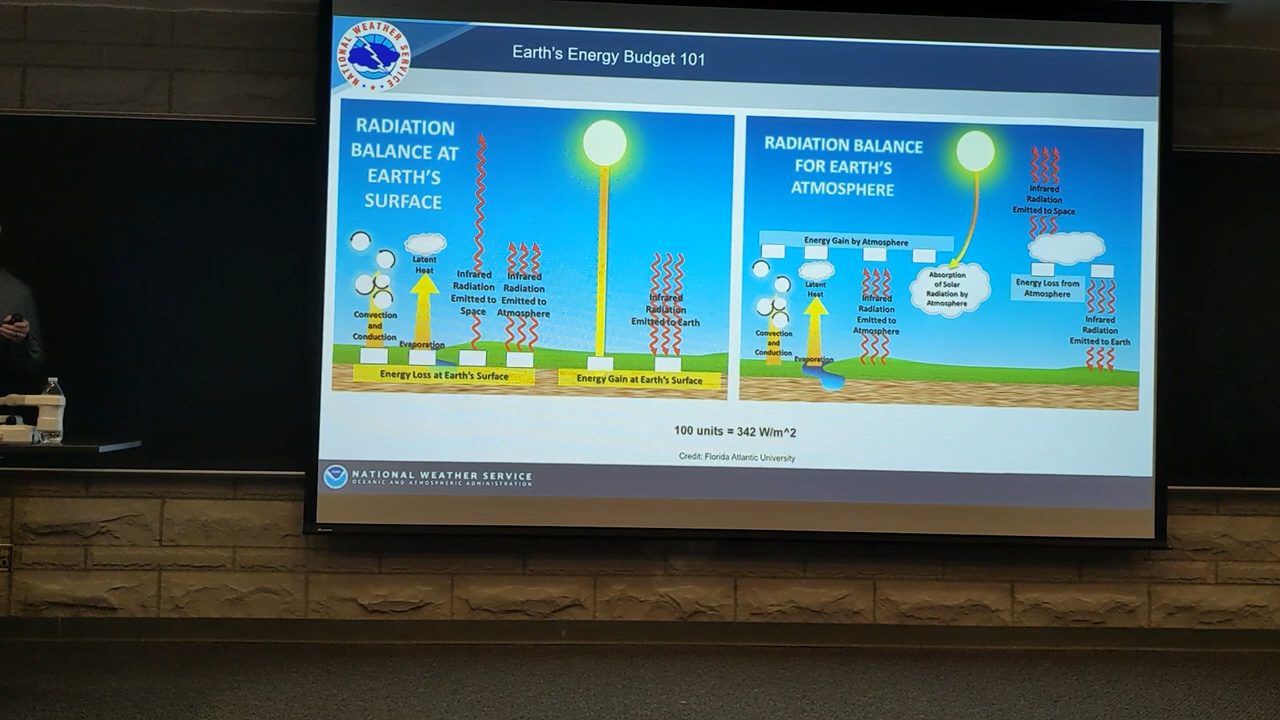 NATIONAL WEATHER SERVICE
Earth's Energy Budget 101
RADIATION
BALANCE AT
EARTH'S
SURFACE
Latent
Heat
Convection
and
Conduction
Evaporation
Infrared
Radiation
Emitted to
Space
Infrared
Radiation
Emitted to
Atmosphere
Infrared
Radiation
Emitted to Earth
Energy Loss at Earth's Surface
Energy Gain at Earth's Surface
RADIATION BALANCE
FOR EARTH'S
ATMOSPHERE
Energy Gain by Atmosphere
Latent
Heat
Convection
and
Conduction
Evaporation
Infrared
Radiation
Emitted to
Atmosphere
Absorption
of Solar
Radiation by
Atmosphere
Infrared
Radiation
Emitted to Space
Energy Loss from
Atmosphere
Infrared
Radiation
Emitted to Earth
100 units = 342 W/m^2
Credit: Florida Atlantic University
NATIONAL WEATHER SERVICE
OCEANIC AND ATMOSPHERIC ADMINISTRATION